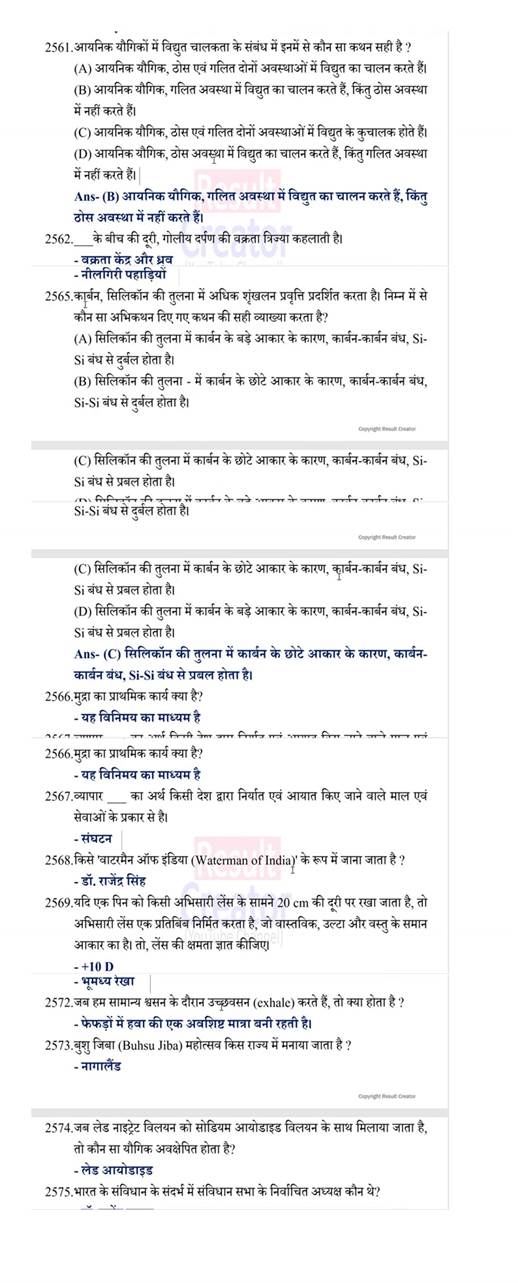 2561.आयनिक यौगिकों में विद्युत चालकता के संबंध में इनमें से कौन सा कथन सही है ?
(A) आयनिक यौगिक, ठोस एवं गलित दोनों अवस्थाओं में विद्युत का चालन करते हैं।
(B) आयनिक यौगिक, गलित अवस्था में विद्युत का चालन करते हैं, किंतु ठोस अवस्था
में नहीं करते हैं।
(C) आयनिक यौगिक, ठोस एवं गलित दोनों अवस्थाओं में विद्युत के कुचालक होते हैं।
(D) आयनिक यौगिक, ठोस अवस्था में विद्युत का चालन करते हैं, किंतु गलित अवस्था
में नहीं करते हैं।
Result
Ans- (B) आयनिक यौगिक, गलित अवस्था में विद्युत का चालन करते हैं, किंतु
ठोस अवस्था में नहीं करते हैं।
Creator
2562.___के बीच की दूरी, गोलीय दर्पण की वक्रता त्रिज्या कहलाती है।
- वक्रता केंद्र और ध्रुव
- नीलगिरी पहाड़ियों
2565.कार्बन, सिलिकॉन की तुलना में अधिक शृंखलन प्रवृत्ति प्रदर्शित करता है। निम्न में से
कौन सा अभिकथन दिए गए कथन की सही व्याख्या करता है?
(A) सिलिकॉन की तुलना में कार्बन के बड़े आकार के कारण, कार्बन-कार्बन बंध, Si-
Si बंध से दुर्बल होता है।
(B) सिलिकॉन की तुलना - में कार्बन के छोटे आकार के कारण, कार्बन-कार्बन बंध,
Si-Si बंध से दुर्बल होता है।
Copyright Result Creator
(C) सिलिकॉन की तुलना में कार्बन के छोटे आकार के कारण, कार्बन-कार्बन बंध, Si-
Si बंध से प्रबल होता है।
Si-Si बंध से दुर्बल होता है।
Copyright Result Creator
(C) सिलिकॉन की तुलना में कार्बन के छोटे आकार के कारण, कार्बन-कार्बन बंध, Si-
Si बंध से प्रबल होता है।
(D) सिलिकॉन की तुलना में कार्बन के बड़े आकार के कारण, कार्बन-कार्बन बंध, Si-
Si बंध से प्रबल होता है।
Ans- (C) सिलिकॉन की तुलना में कार्बन के छोटे आकार के कारण, कार्बन-
कार्बन बंध, Si-Si बंध से प्रबल होता है।
2566.मुद्रा का प्राथमिक कार्य क्या है?
- यह विनिमय का माध्यम है
2566.मुद्रा का प्राथमिक कार्य क्या है?
- यह विनिमय का माध्यम है
2567.व्यापार ___ का अर्थ किसी देश द्वारा निर्यात एवं आयात किए जाने वाले माल एवं
सेवाओं के प्रकार से है।
- संघटन
Result
2568.किसे 'वाटरमैन ऑफ इंडिया (Waterman of India)' के रूप में जाना जाता है ?
- डॉ. राजेंद्र सिंह
Creator
2569.यदि एक पिन को किसी अभिसारी लेंस के सामने 20 cm की दूरी पर रखा जाता है, तो
अभिसारी लेंस एक प्रतिबिंब निर्मित करता है, जो वास्तविक, उल्टा और वस्तु के समान
आकार का है। तो, लेंस की क्षमता ज्ञात कीजिए।
- +10 D
- भूमध्य रेखा
2572.जब हम सामान्य श्वसन के दौरान उच्छ्वसन (exhale) करते हैं, तो क्या होता है ?
- फेफड़ों में हवा की एक अवशिष्ट मात्रा बनी रहती है।
2573.बुशु जिबा (Buhsu Jiba) महोत्सव किस राज्य में मनाया जाता है ?
- नागालैंड
Copyright Result Creator
2574.जब लेड नाइट्रेट विलयन को सोडियम आयोडाइड विलयन के साथ मिलाया जाता है,
तो कौन सा यौगिक अवक्षेपित होता है?
- लेड आयोडाइड
2575.भारत के संविधान के संदर्भ में संविधान सभा के निर्वाचित अध्यक्ष कौन थे?